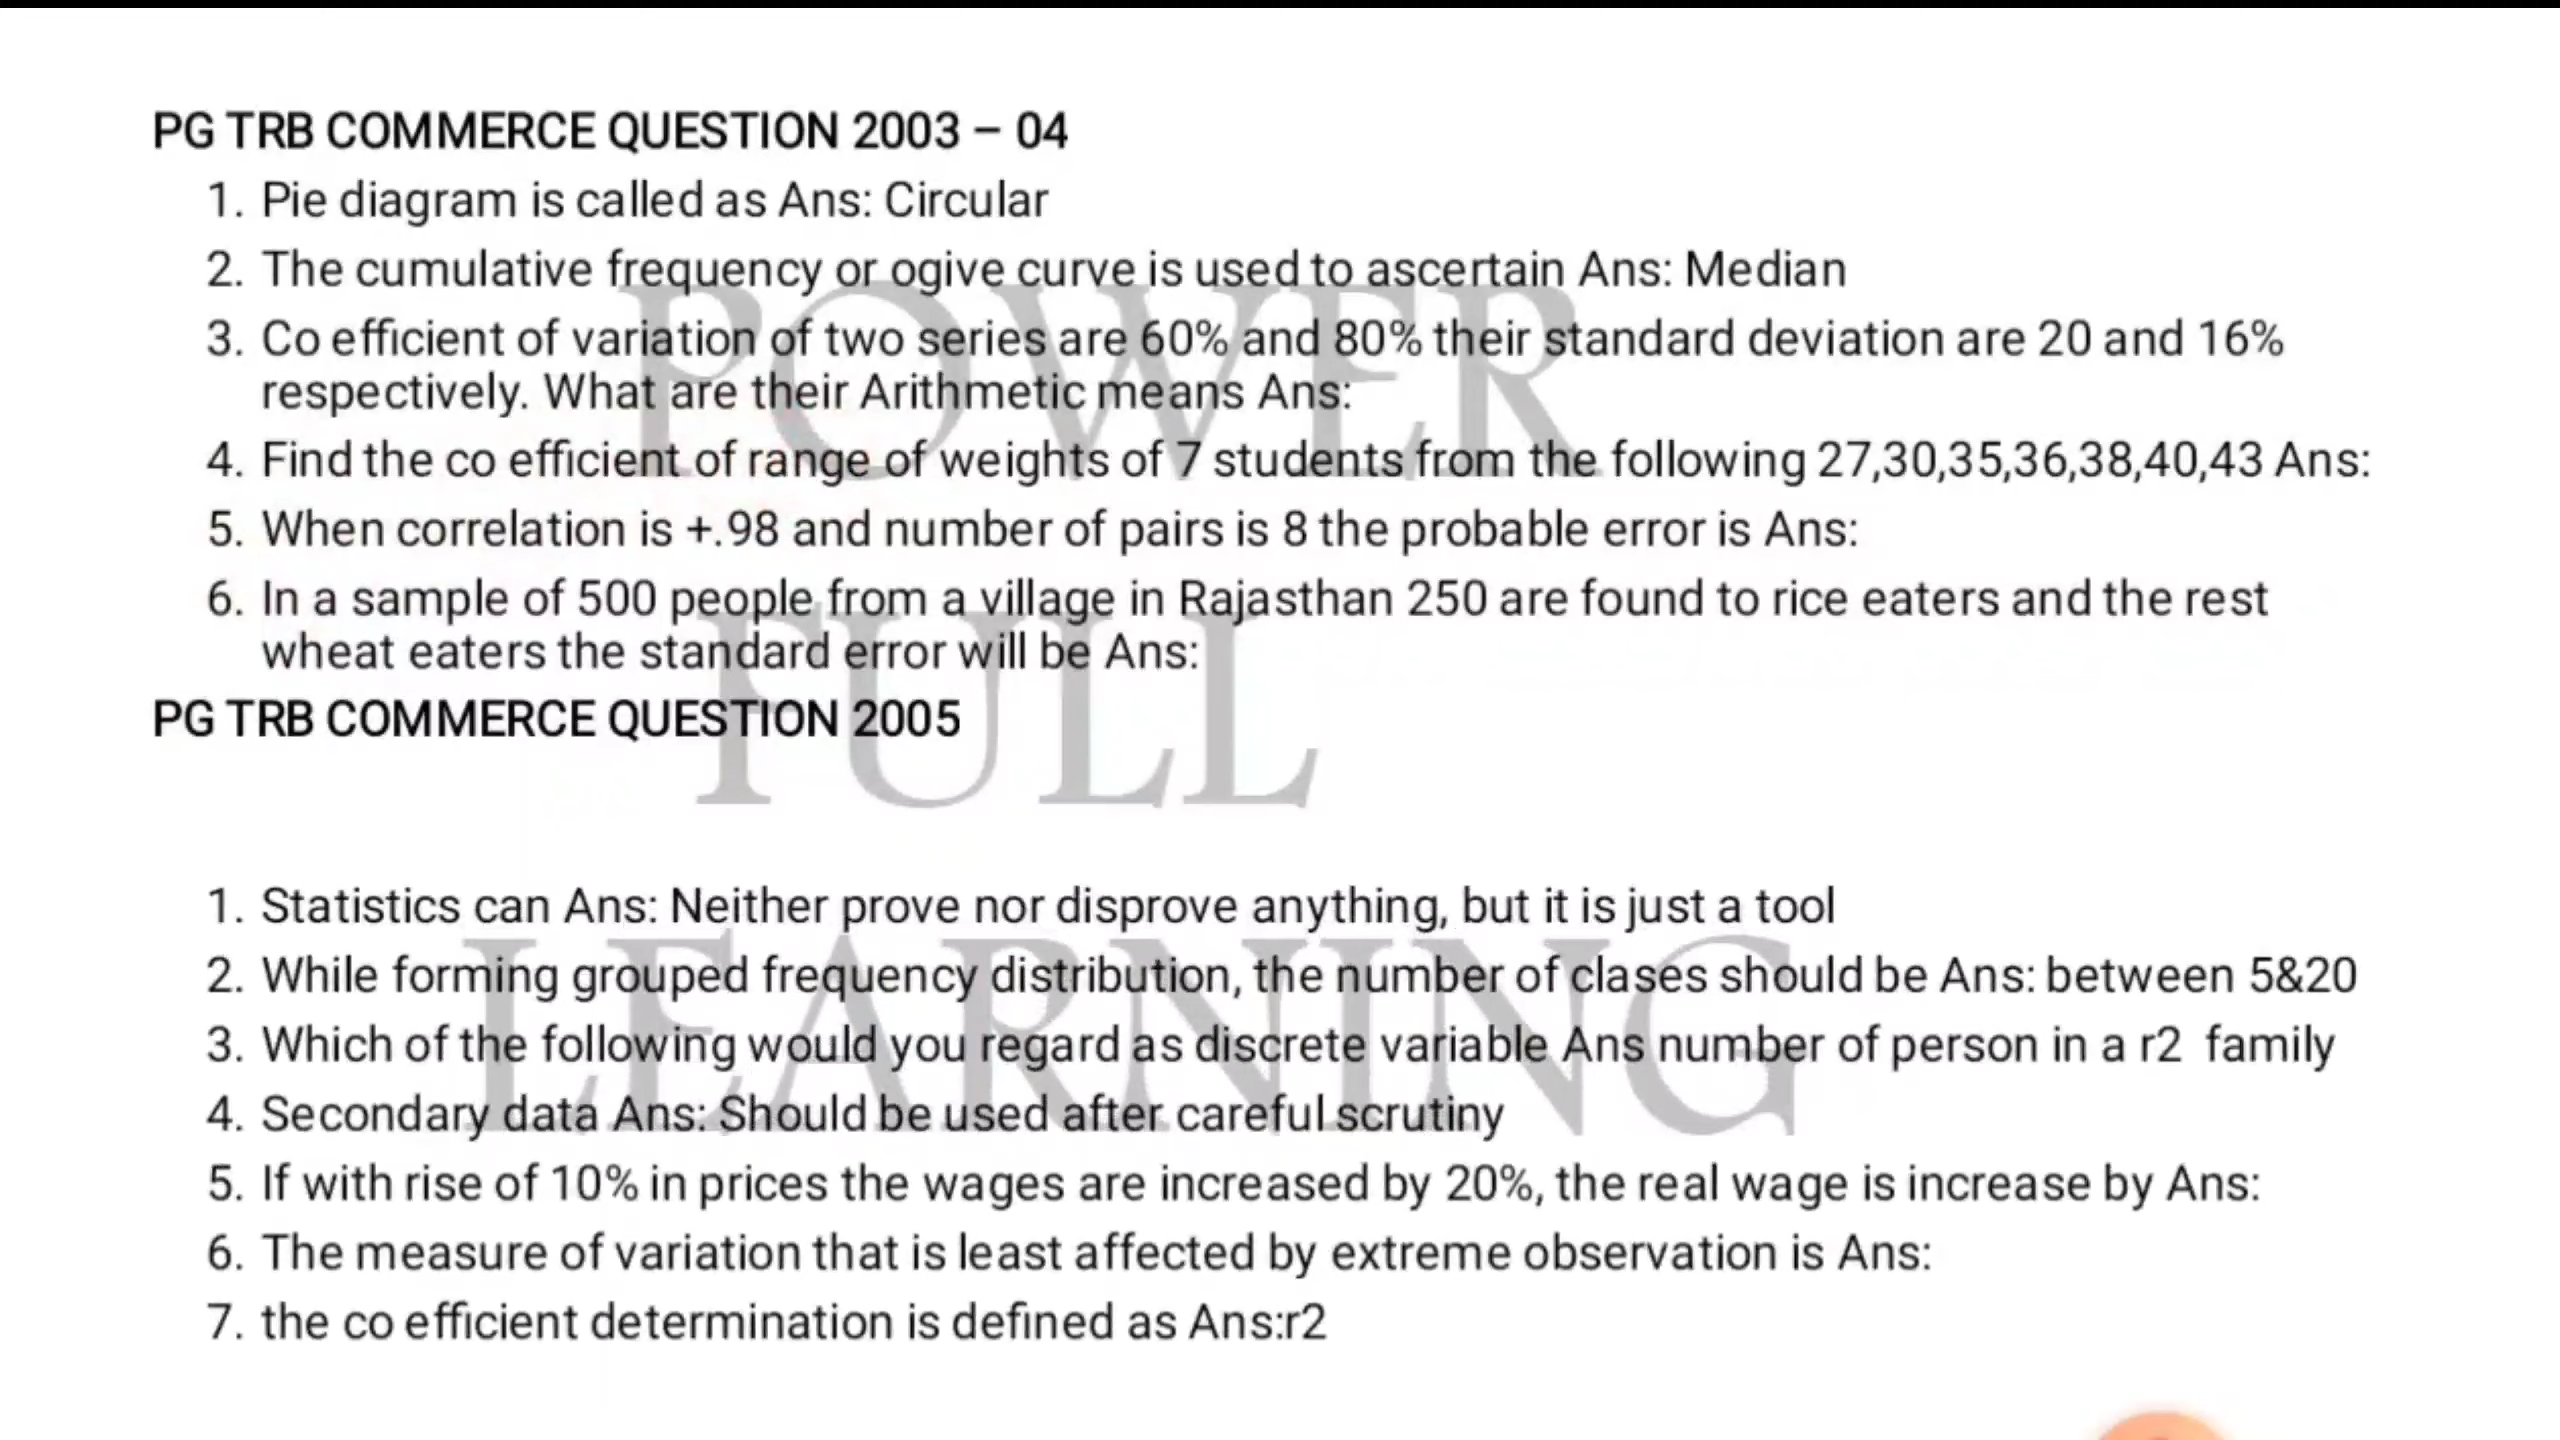 PG TRB COMMERCE QUESTION 2003 – 04
1. Pie diagram is called as Ans: Circular
2. The cumulative frequency or ogive curve is used to ascertain Ans: Median
3. Co efficient of variation of two series are 60% and 80% their standard deviation are 20 and 16%
respectively. What are their Arithmetic means Ans:
4. Find the co efficient of range of weights of 7 students from the following 27,30,35,36,38,40,43 Ans:
5. When correlation is +.98 and number of pairs is 8 the probable error is Ans:
6. In a sample of 500 people from a village in Rajasthan 250 are found to rice eaters and the rest
wheat eaters the standard error will be Ans:
PG TRB COMMERCE QUESTION 2005
1. Statistics can Ans: Neither prove nor disprove anything, but it is just a tool
2. While forming grouped frequency distribution, the number of clases should be Ans: between 5&20
3. Which of the following would you regard as discrete variable Ans number of person in a r2 family
4. Secondary data Ans: Should be used after careful scrutiny
5. If with rise of 10% in prices the wages are increased by 20%, the real wage is increase by Ans:
6. The measure of variation that is least affected by extreme observation is Ans:
7. the co efficient determination is defined as Ans:r2
POWER
FULL
LEARNING